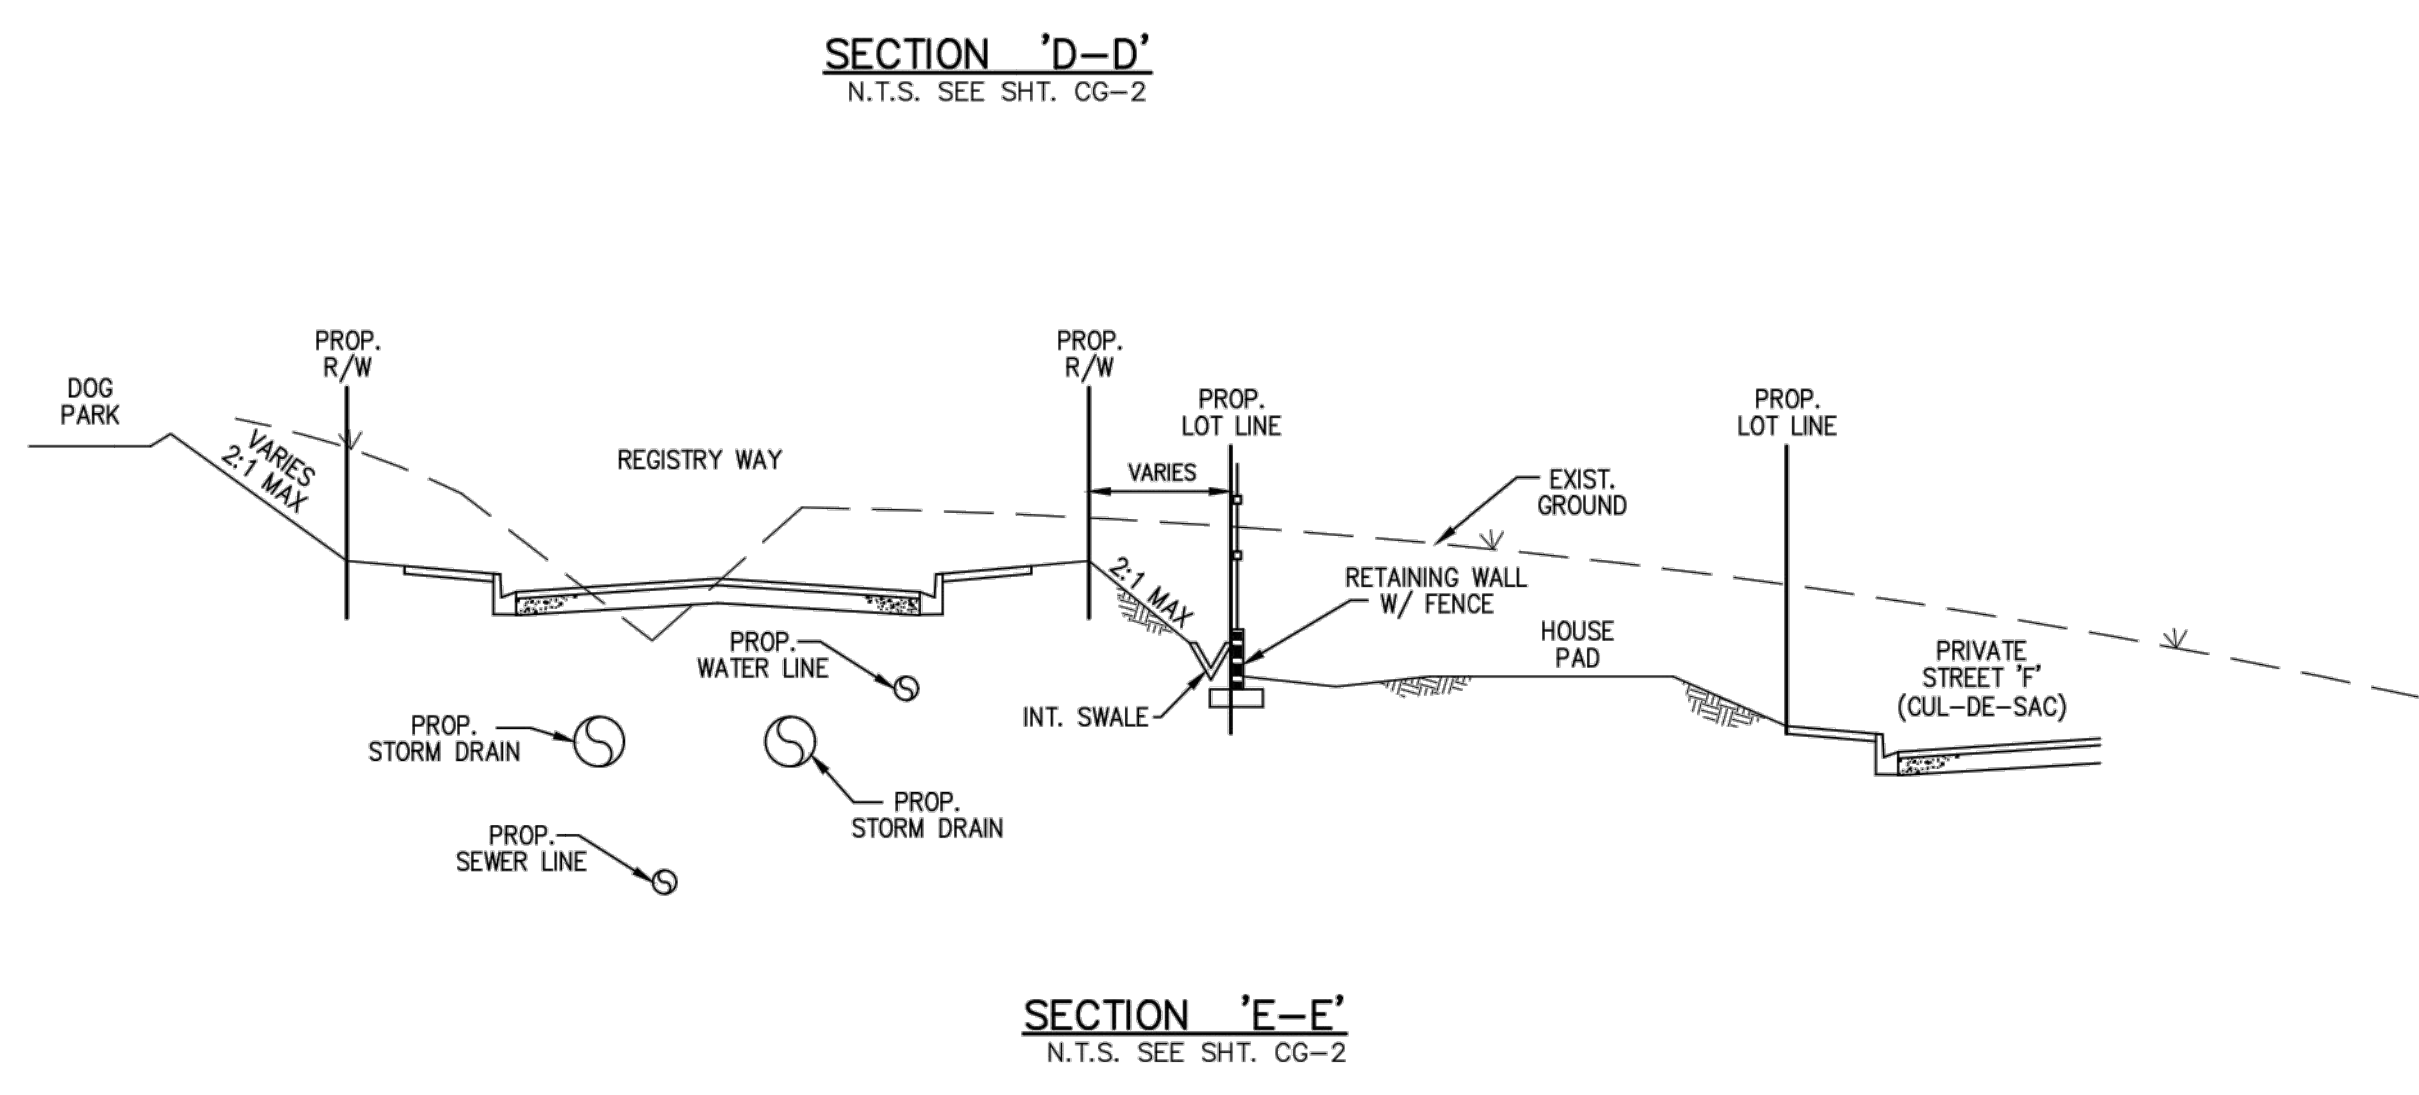 SECTION 'D-D'
N.T.S. SEE SHT. CG-2
PROP.
R/W
PROP.
R/W
DOG
PARK
PROP.
LOT LINE
PROP.
LOT LINE
VARIES
2:1 MAX
REGISTRY WAY
VARIES
EXIST.
GROUND
2:1 MAX
RETAINING WALL
W/ FENCE
HOUSE
PAD
PROP.
WATER LINE
PRIVATE
STREET 'F'
(CUL-DE-SAC)
INT. SWALE
PROP.
STORM DRAIN
PROP.
STORM DRAIN
PROP.
SEWER LINE
SECTION 'E-E'
N.T.S. SEE SHT. CG-2